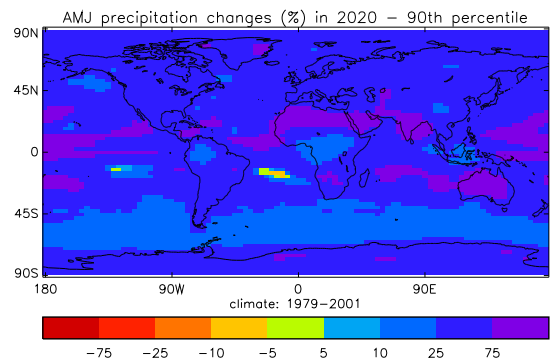 AMJ precipitation changes (%) in 2020 − 90th percentile
90N
45N
0
45S
90S
180 90W 0 90E
climate: 1979−2001
−75 −25 −10 −5 5 10 25 75